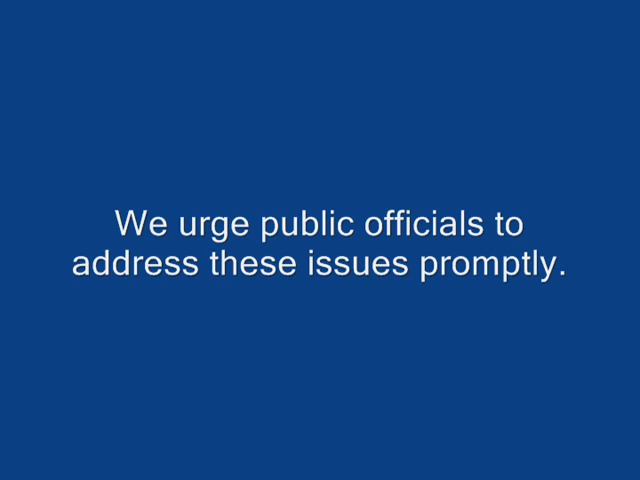 We urge public officials to
address these issues promptly.